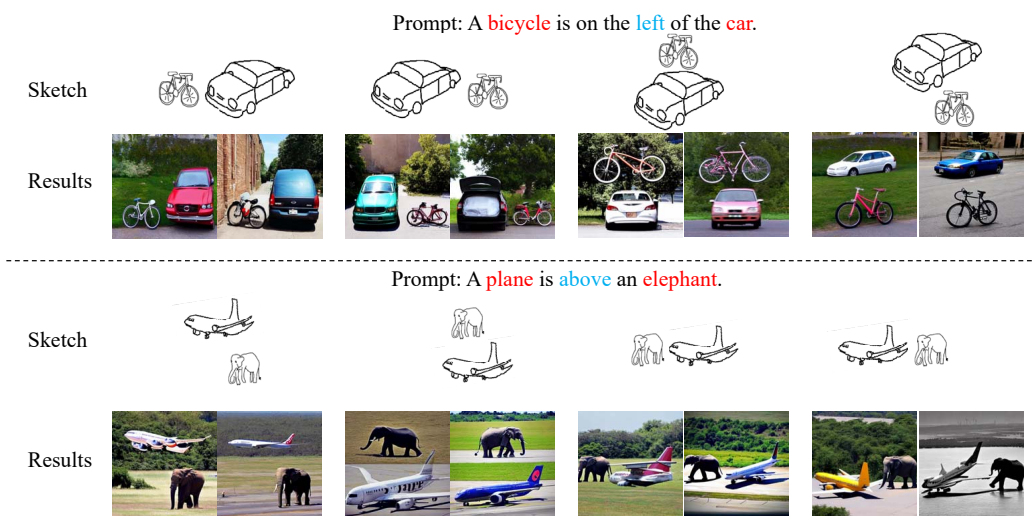 Prompt: A bicycle is on the left of the car.
Sketch
Results
Prompt: A plane is above an elephant.
Sketch
Results